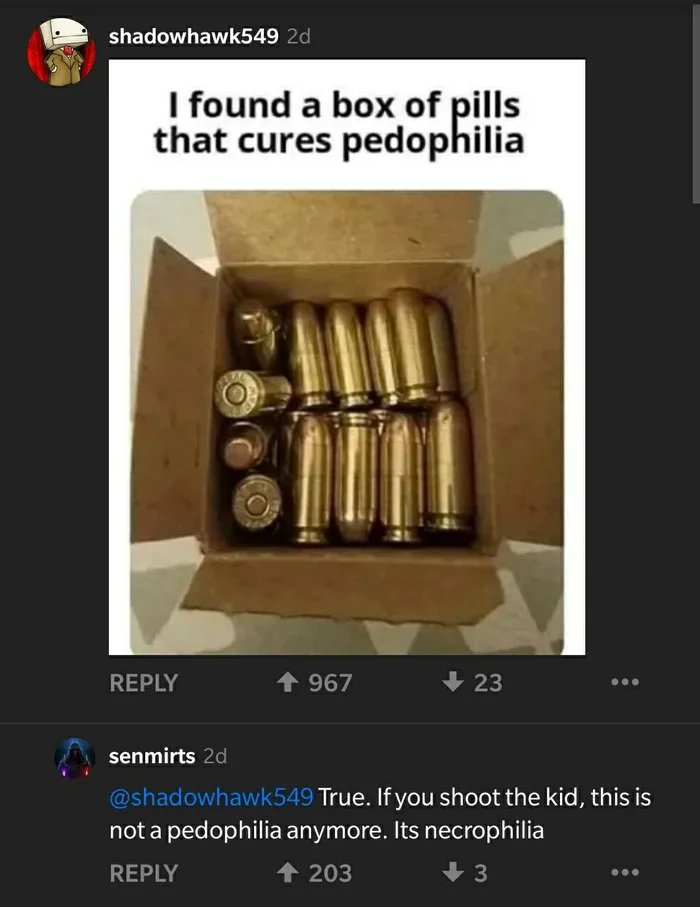 shadowhawk549 2d
I found a box of pills
that cures pedophilia
REPLY 967 23
senmirts 2d
@shadowhawk549 True. If you shoot the kid, this is
not a pedophilia anymore. Its necrophilia
REPLY 203 3